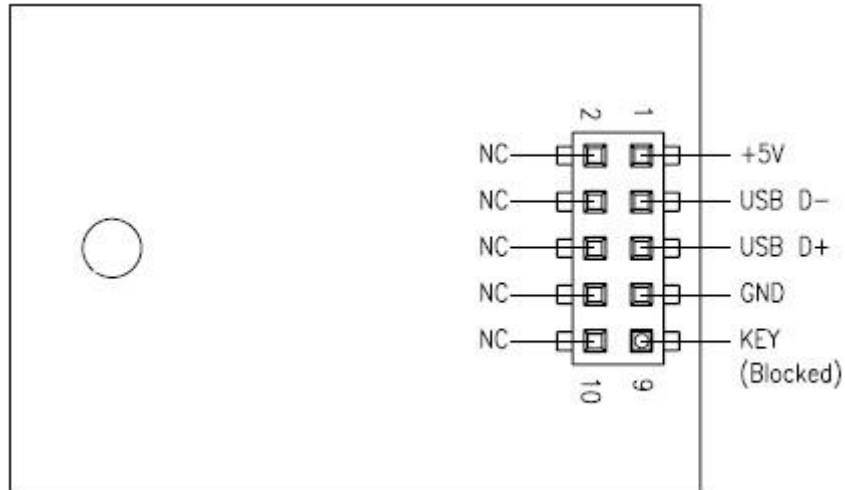 2 1
NC +5V
NC USB D-
NC USB D+
NC GND
NC KEY
(Blocked)
10 9